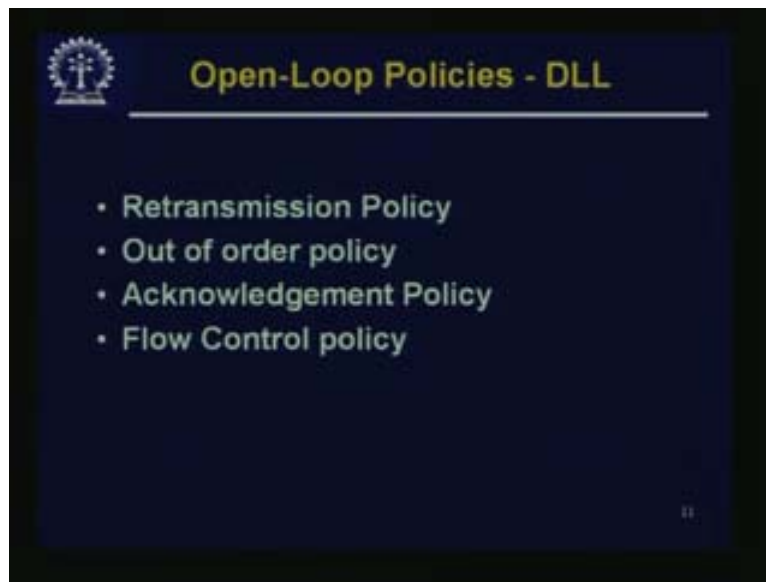 Open-Loop Policies - DLL
• Retransmission Policy
• Out of order policy
• Acknowledgement Policy
• Flow Control policy